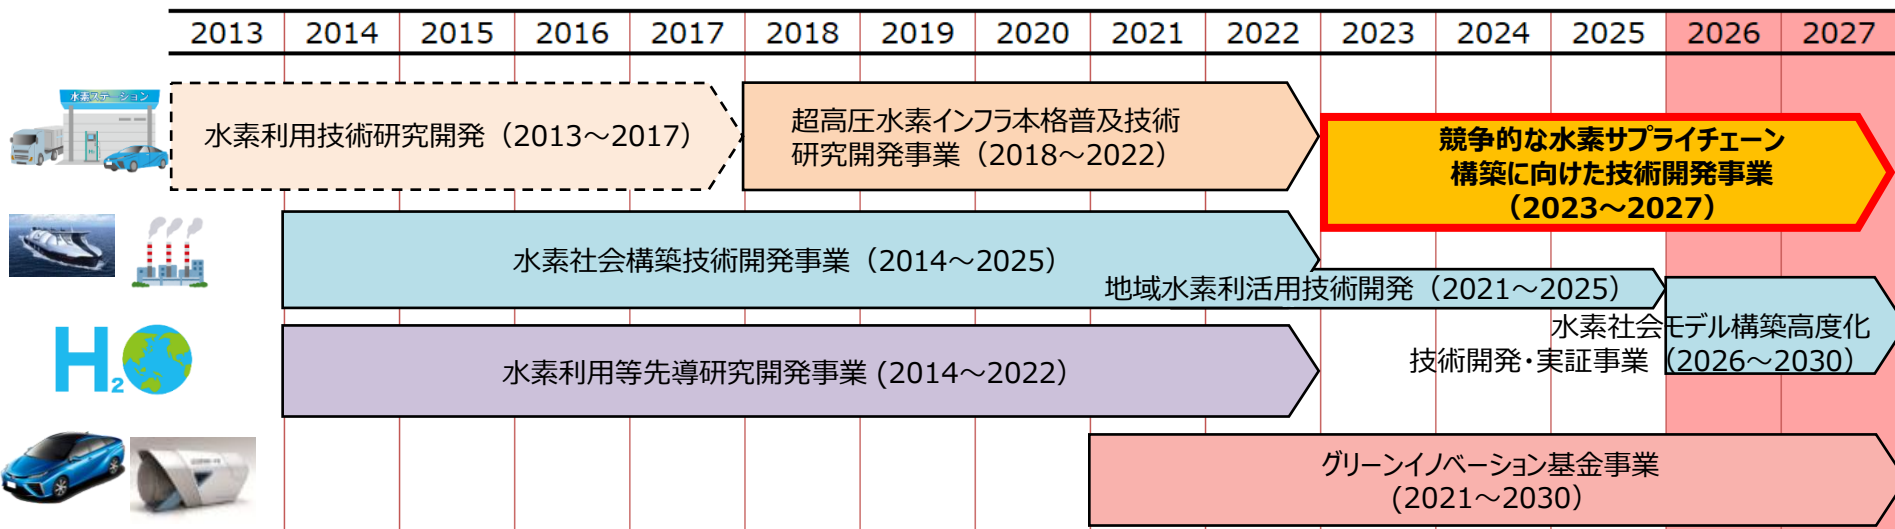 2013 2014 2015 2016 2017 2018 2019 2020 2021 2022 2023 2024 2025 2026 2027
水素ステーション
水素利用技術研究開発（2013～2017）
超高圧水素インフラ本格普及技術
研究開発事業（2018～2022）
競争的な水素サプライチェーン
構築に向けた技術開発事業
（2023～2027）
水素社会構築技術開発事業（2014～2025）
地域水素利活用技術開発（2021～2025）
水素社会モデル構築高度化
技術開発・実証事業（2026～2030）
H2
水素利用等先導研究開発事業 (2014～2022）
グリーンイノベーション基金事業
(2021～2030）